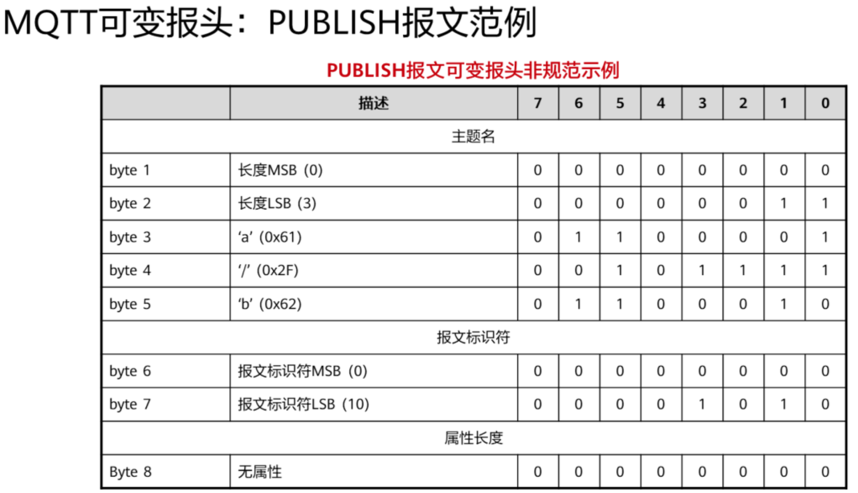 MQTT可变报头：PUBLISH报文范例
PUBLISH报文可变报头非规范示例
描述 7 6 5 4 3 2 1 0
主题名
byte 1 长度MSB (0) 0 0 0 0 0 0 0 0
byte 2 长度LSB (3) 0 0 0 0 0 0 1 1
byte 3 ‘a’ (0x61) 0 1 1 0 0 0 0 1
byte 4 ‘/’ (0x2F) 0 0 1 0 1 1 1 1
byte 5 ‘b’ (0x62) 0 1 1 0 0 0 1 0
报文标识符
byte 6 报文标识符MSB (0) 0 0 0 0 0 0 0 0
byte 7 报文标识符LSB (10) 0 0 0 0 1 0 1 0
属性长度
Byte 8 无属性 0 0 0 0 0 0 0 0